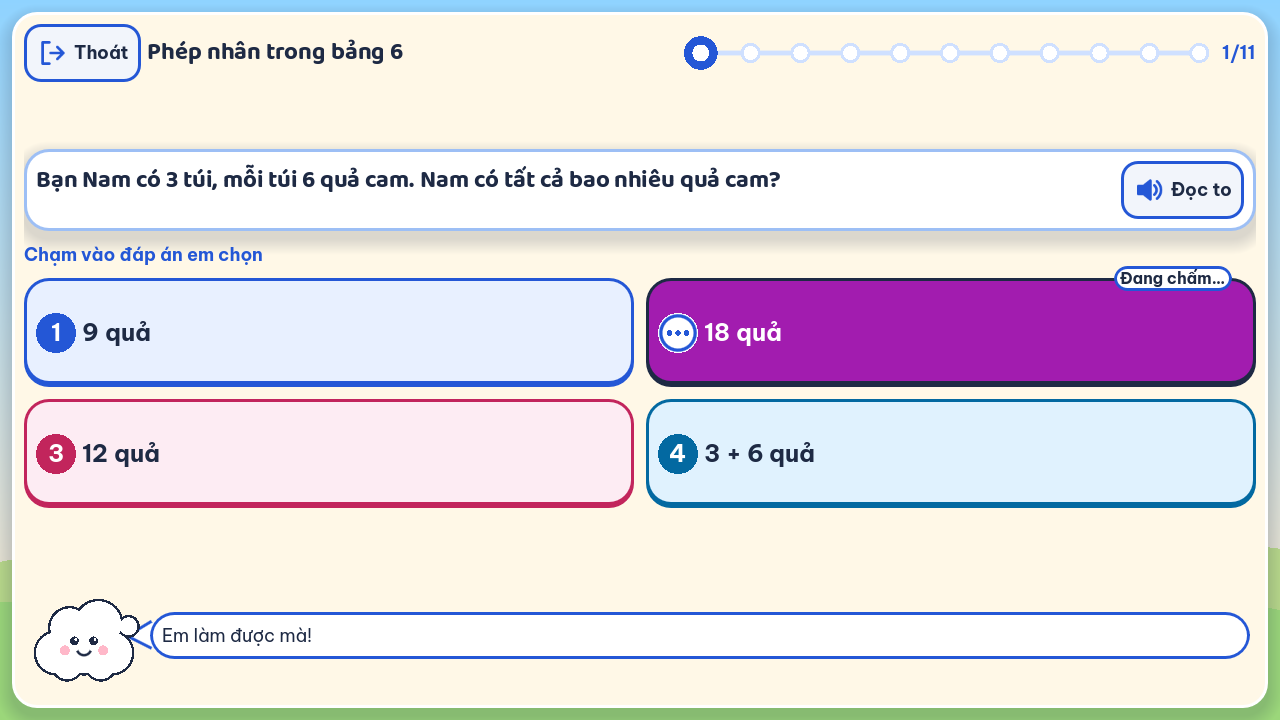 Thoát
Phép nhân trong bảng 6
1/11
Bạn Nam có 3 túi, mỗi túi 6 quả cam. Nam có tất cả bao nhiêu quả cam?
Đọc to
Chạm vào đáp án em chọn
1 9 quả
Đang chấm...
18 quả
3 12 quả
4 3 + 6 quả
Em làm được mà!